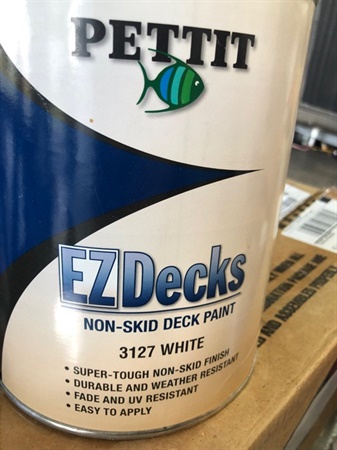 PETTIT
EZDecks
NON-SKID DECK PAINT
3127 WHITE
• SUPER-TOUGH NON-SKID FINISH
• DURABLE AND WEATHER RESISTANT
• FADE AND UV RESISTANT
• EASY TO APPLY